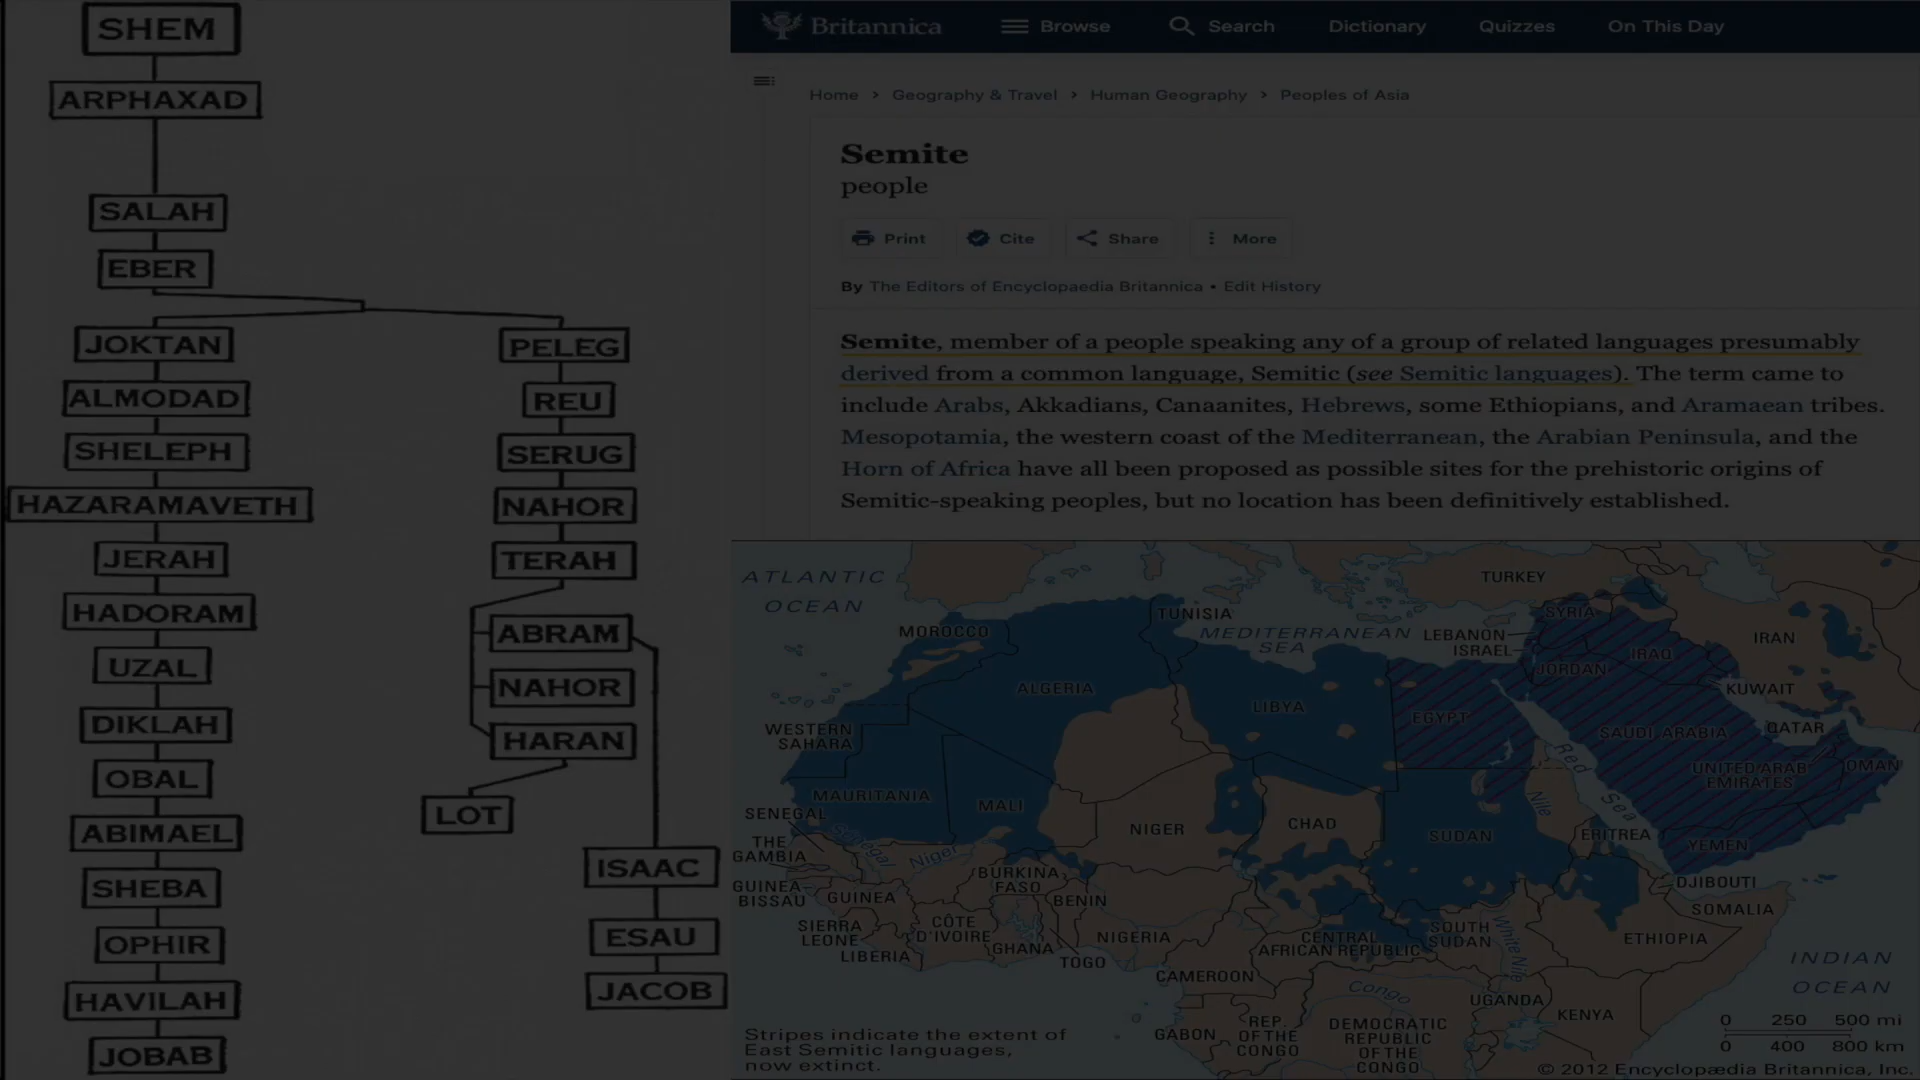 SHEM
ARPHAXAD
SALAH
EBER
JOKTAN
ALMODAD
SHELEPH
HAZARAMAVETH
JERAH
HADORAM
UZAL
DIKLAH
OBAL
ABIMAEL
SHEBA
OPHIR
HAVILAH
JOBAB
PELEG
REU
SERUG
NAHOR
TERAH
ABRAM
NAHOR
HARAN
LOT
ISAAC
ESAU
JACOB
Britannica Browse Search Dictionary Quizzes On This Day
Home > Geography & Travel > Human Geography > Peoples of Asia
Semite
people
Print Cite Share More
By The Editors of Encyclopaedia Britannica • Edit History
Semite, member of a people speaking any of a group of related languages presumably
derived from a common language, Semitic (see Semitic languages). The term came to
include Arabs, Akkadians, Canaanites, Hebrews, some Ethiopians, and Aramaean tribes.
Mesopotamia, the western coast of the Mediterranean, the Arabian Peninsula, and the
Horn of Africa have all been proposed as possible sites for the prehistoric origins of
Semitic-speaking peoples, but no location has been definitively established.
ATLANTIC
OCEAN
TURKEY
TUNISIA
SYRIA
MOROCCO
MEDITERRANEAN
SEA
LEBANON
ISRAEL
IRAN
IRAQ
JORDAN
ALGERIA
LIBYA
EGYPT
KUWAIT
WESTERN
SAHARA
SAUDI ARABIA
QATAR
Red
Sea
UNITED ARAB
EMIRATES
OMAN
MAURITANIA
MALI
SENEGAL
Sénégal
Niger
NIGER
CHAD
SUDAN
Nile
ERITREA
YEMEN
THE
GAMBIA
GUINEA-
BISSAU
GUINEA
BURKINA
FASO
BENIN
DJIBOUTI
SOMALIA
SIERRA
LEONE
CÔTE
D'IVOIRE
GHANA
NIGERIA
CENTRAL
AFRICAN REPUBLIC
SOUTH
SUDAN
White Nile
ETHIOPIA
LIBERIA
TOGO
CAMEROON
INDIAN
OCEAN
Congo
UGANDA
KENYA
GABON
REP.
OF THE
CONGO
DEMOCRATIC
REPUBLIC
OF THE
CONGO
0 250 500 mi
0 400 800 km
Stripes indicate the extent of
East Semitic languages,
now extinct.
© 2012 Encyclopædia Britannica, Inc.